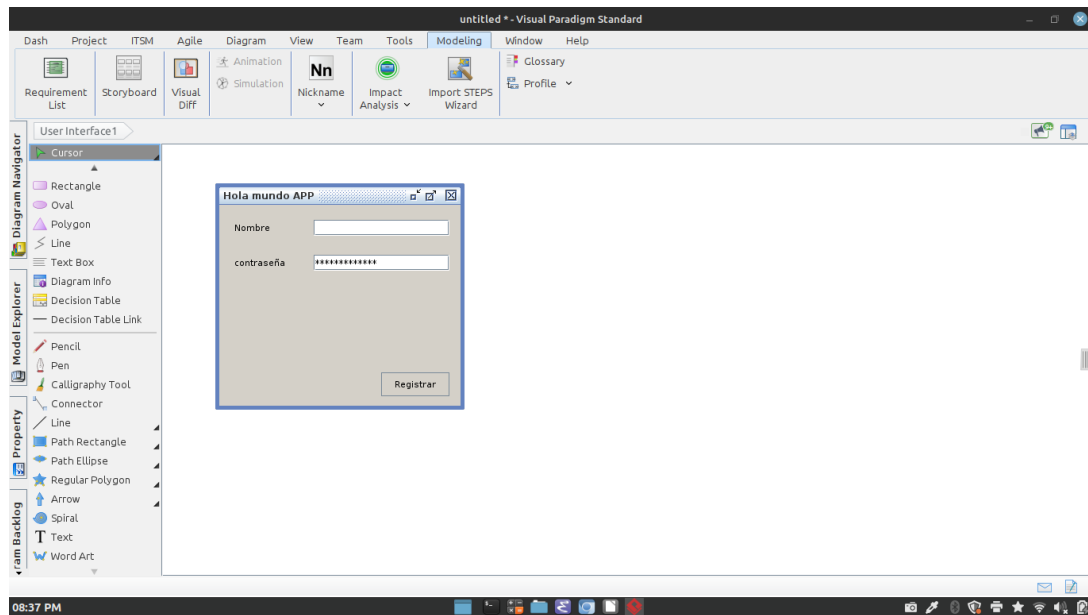 untitled * - Visual Paradigm Standard
Dash Project ITSM Agile Diagram View Team Tools Modeling Window Help
Requirement List
Storyboard
Visual Diff
Animation
Simulation
Nn
Nickname
Impact Analysis
Import STEPS Wizard
Glossary
Profile
User Interface1
Diagram Navigator
Model Explorer
Property
ram Backlog
Cursor
Rectangle
Oval
Polygon
Line
Text Box
Diagram Info
Decision Table
Decision Table Link
Pencil
Pen
Calligraphy Tool
Connector
Line
Path Rectangle
Path Ellipse
Regular Polygon
Arrow
Spiral
T Text
Word Art
Hola mundo APP
Nombre
contraseña *************
Registrar
08:37 PM